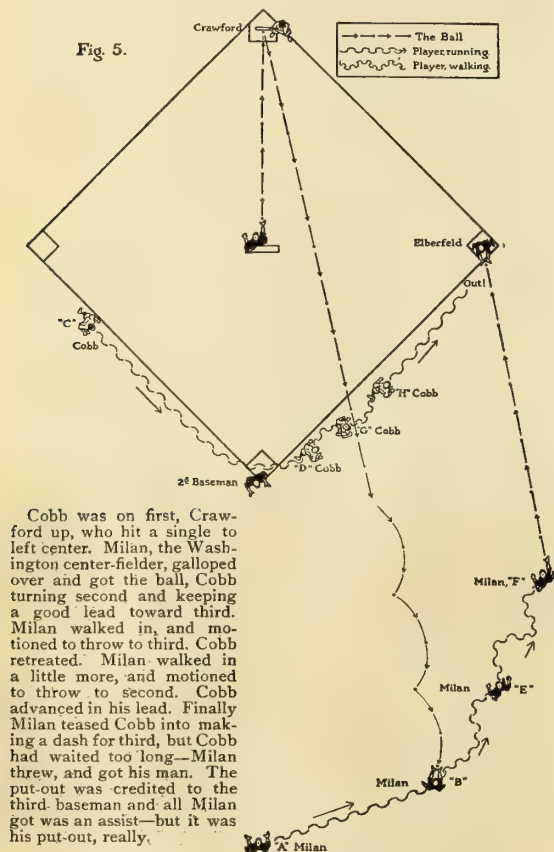 Fig. 5.
Crawford
The Ball
Player, running.
Player, walking.
Elberfeld
Out!
"C"
Cobb
"H" Cobb
"G" Cobb
"D" Cobb
2d Baseman
Cobb was on first, Craw-
ford up, who hit a single to
left center. Milan, the Wash-
ington center-fielder, galloped
over and got the ball, Cobb
turning second and keeping
a good lead toward third.
Milan walked in, and mo-
tioned to throw to third. Cobb
retreated. Milan walked in
a little more, and motioned
to throw to second. Cobb
advanced in his lead. Finally
Milan teased Cobb into mak-
ing a dash for third, but Cobb
had waited too long—Milan
threw, and got his man. The
put-out was credited to the
third-baseman and all Milan
got was an assist—but it was
his put-out, really.
Milan, "F"
Milan "E"
Milan "B"
"A" Milan